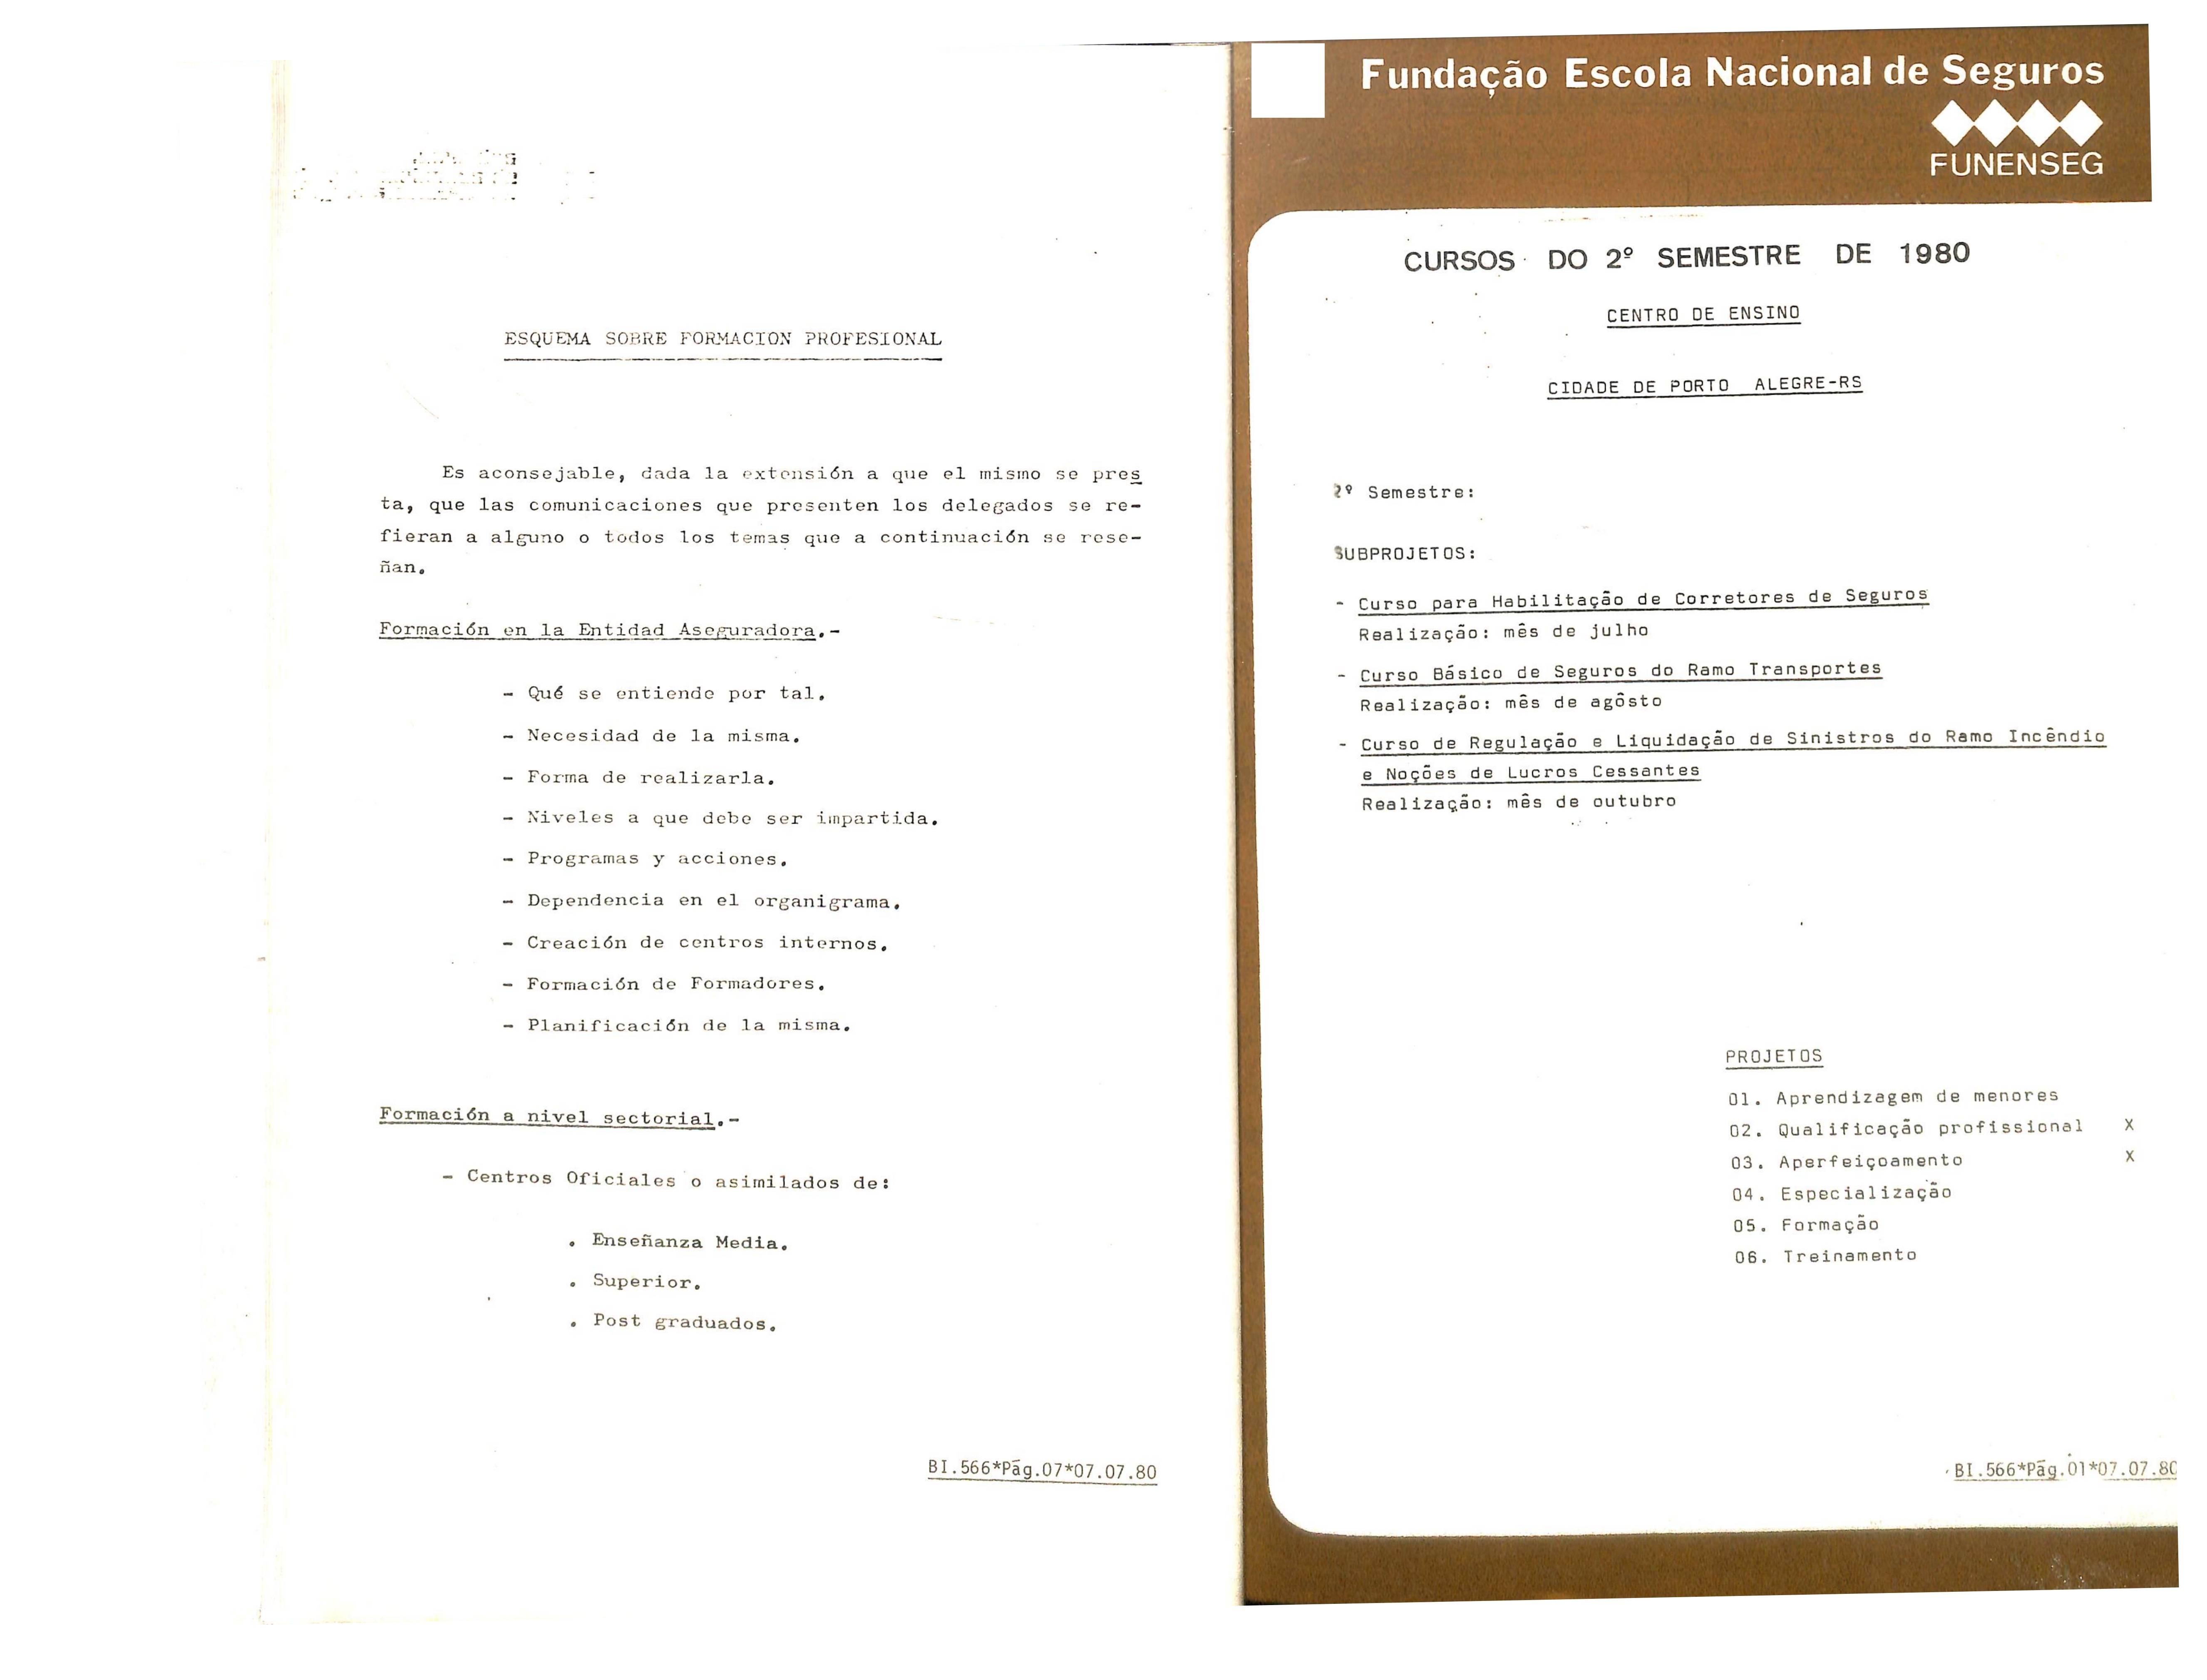 ESQUEMA SOBRE FORMACION PROFESIONAL
Es aconsejable, dada la extensión a que el mismo se pres
ta, que las comunicaciones que presenten los delegados se re-
fieran a alguno o todos los temas que a continuación se rese-
ñan.
Formación en la Entidad Aseguradora.-
- Qué se entiende por tal.
- Necesidad de la misma.
- Forma de realizarla.
- Niveles a que debe ser impartida.
- Programas y acciones.
- Dependencia en el organigrama.
- Creación de centros internos.
- Formación de Formadores.
- Planificación de la misma.
Formación a nivel sectorial.-
- Centros Oficiales o asimilados de:
. Enseñanza Media.
. Superior.
. Post graduados.
BI.566*Pág.07*07.07.80
Fundação Escola Nacional de Seguros
FUNENSEG
CURSOS DO 2º SEMESTRE DE 1980
CENTRO DE ENSINO
CIDADE DE PORTO ALEGRE-RS
2º Semestre:
SUBPROJETOS:
- Curso para Habilitação de Corretores de Seguros
Realização: mês de julho
- Curso Básico de Seguros do Ramo Transportes
Realização: mês de agôsto
- Curso de Regulação e Liquidação de Sinistros do Ramo Incêndio
e Noções de Lucros Cessantes
Realização: mês de outubro
PROJETOS
01. Aprendizagem de menores
02. Qualificação profissional X
03. Aperfeiçoamento X
04. Especialização
05. Formação
06. Treinamento
BI.566*Pág.01*07.07.80